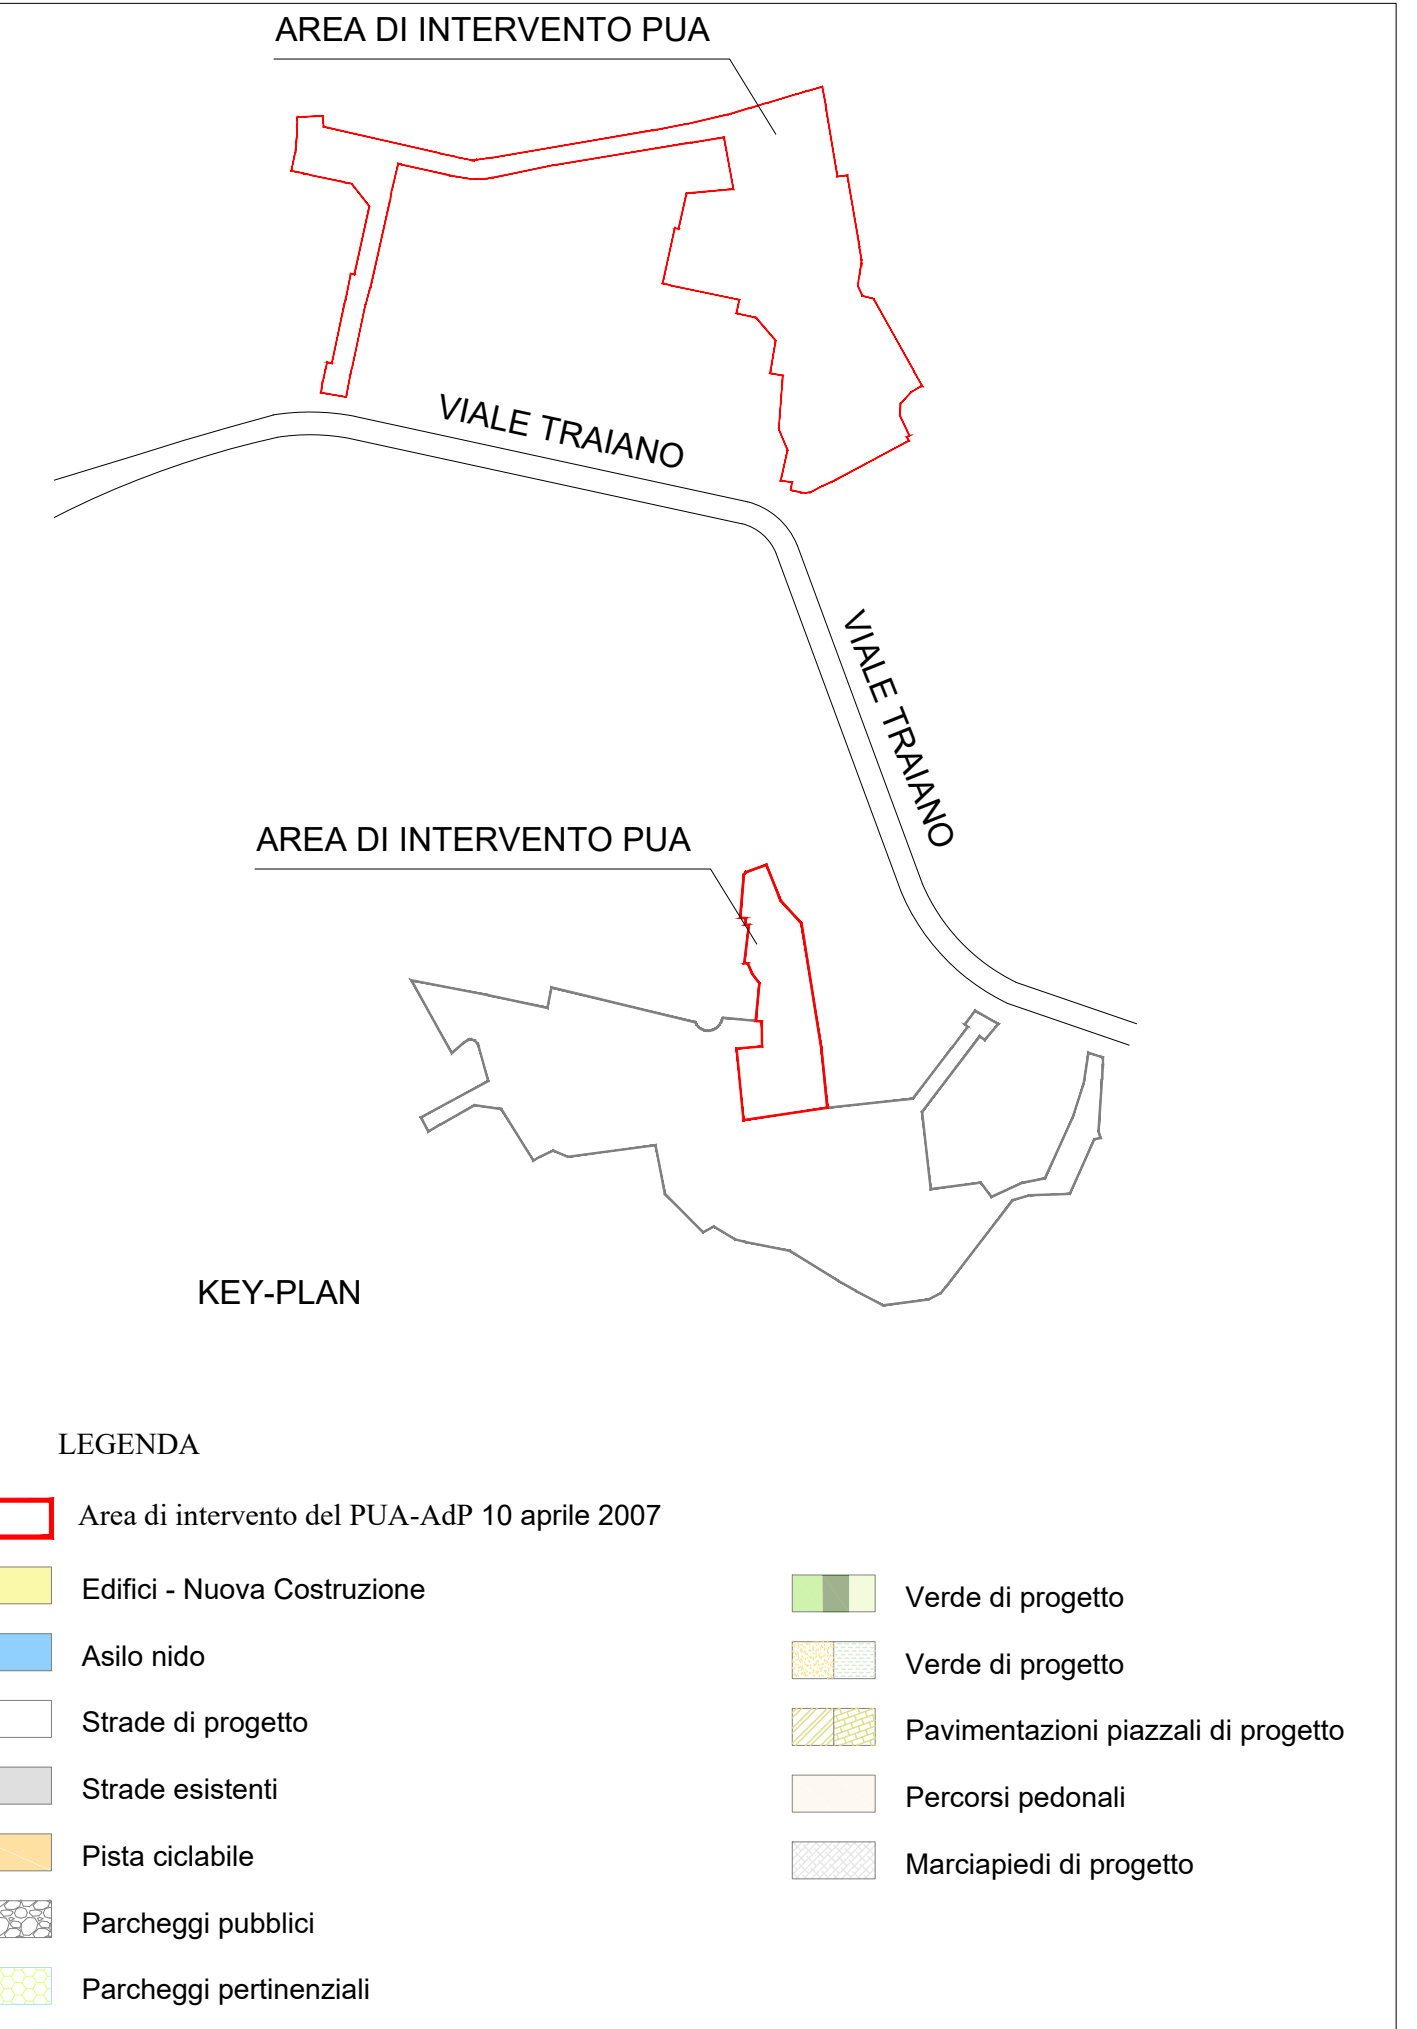 AREA DI INTERVENTO PUA
VIALE TRAIANO
VIALE TRAIANO
AREA DI INTERVENTO PUA
KEY-PLAN
LEGENDA
Area di intervento del PUA-AdP 10 aprile 2007
Edifici - Nuova Costruzione
Asilo nido
Strade di progetto
Strade esistenti
Pista ciclabile
Parcheggi pubblici
Parcheggi pertinenziali
Verde di progetto
Verde di progetto
Pavimentazioni piazzali di progetto
Percorsi pedonali
Marciapiedi di progetto